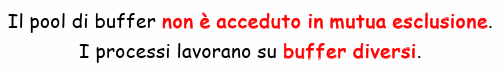 Il pool di buffer non è acceduto in mutua esclusione.
I processi lavorano su buffer diversi.